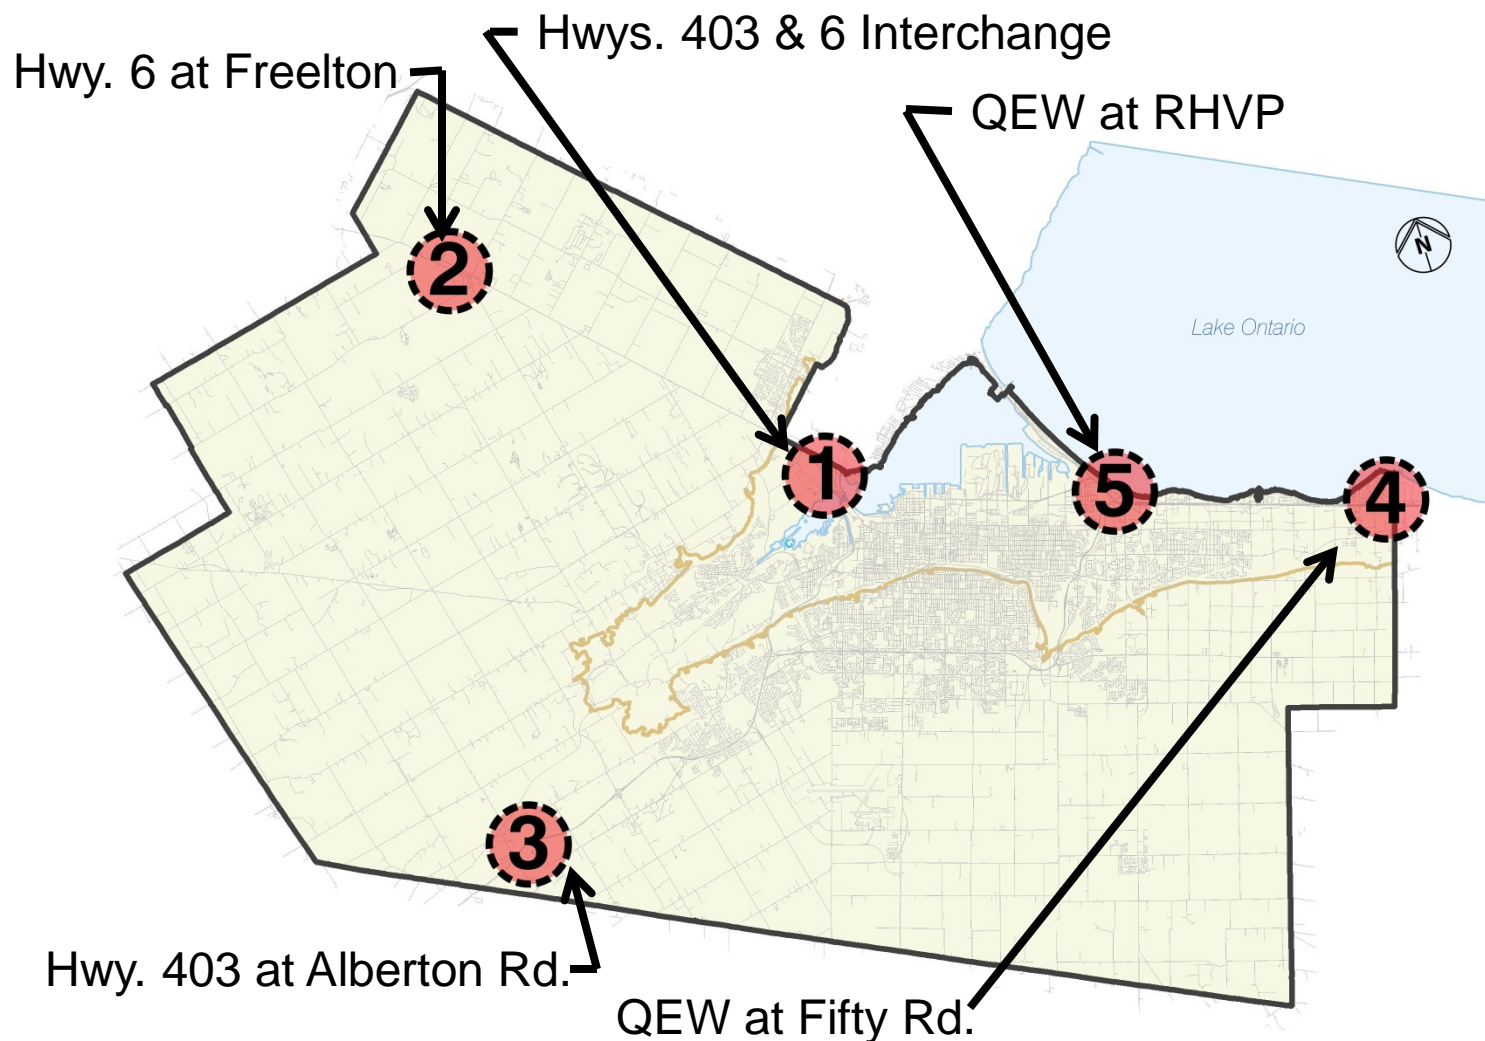 Hwys. 403 & 6 Interchange
Hwy. 6 at Freelton
QEW at RHVP
N
2
Lake Ontario
1
5
4
3
Hwy. 403 at Alberton Rd.
QEW at Fifty Rd.